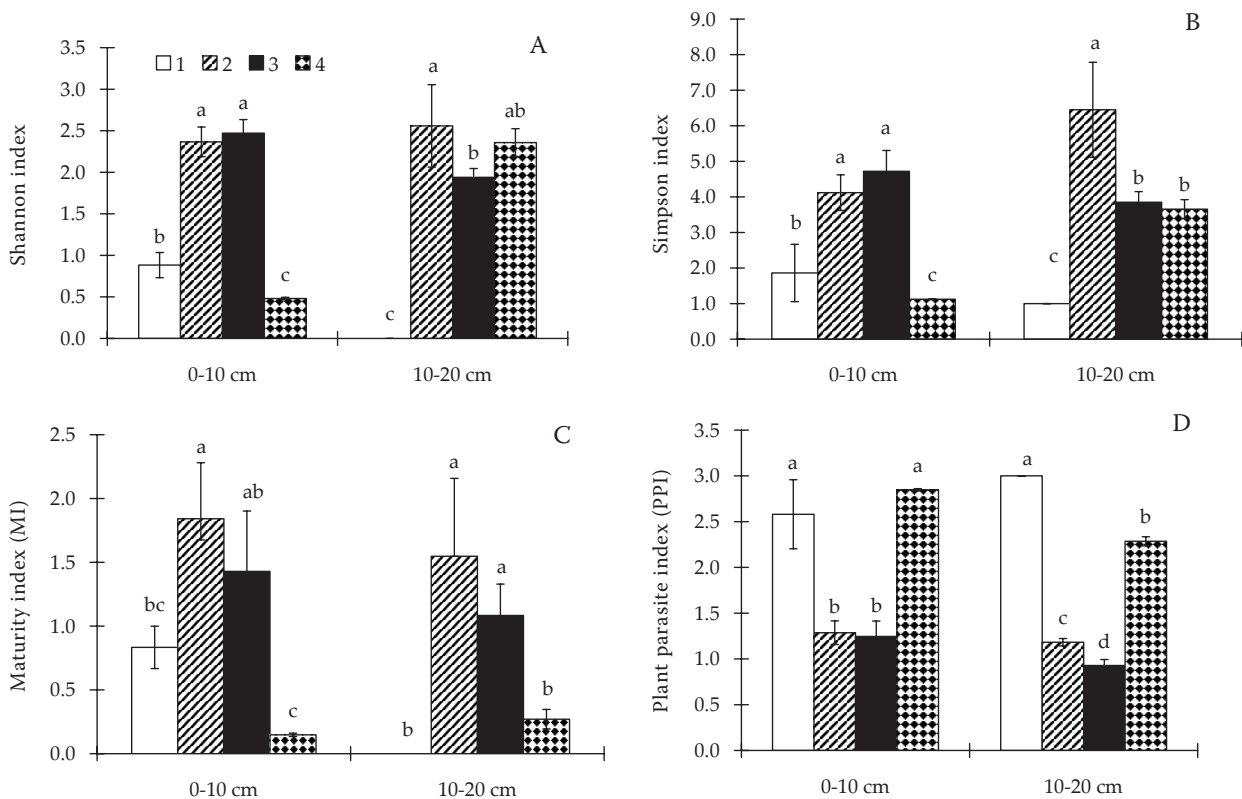 A
Shannon index
3.5
3.0
2.5
2.0
1.5
1.0
0.5
0.0
1 2 3 4
b a a c
c a b ab
0-10 cm 10-20 cm
B
Simpson index
9.0
8.0
7.0
6.0
5.0
4.0
3.0
2.0
1.0
0.0
b a a c
c a b b
0-10 cm 10-20 cm
C
Maturity index (MI)
2.5
2.0
1.5
1.0
0.5
0.0
bc a ab c
b a a b
0-10 cm 10-20 cm
D
Plant parasite index (PPI)
3.5
3.0
2.5
2.0
1.5
1.0
0.5
0.0
a b b a
a c d b
0-10 cm 10-20 cm